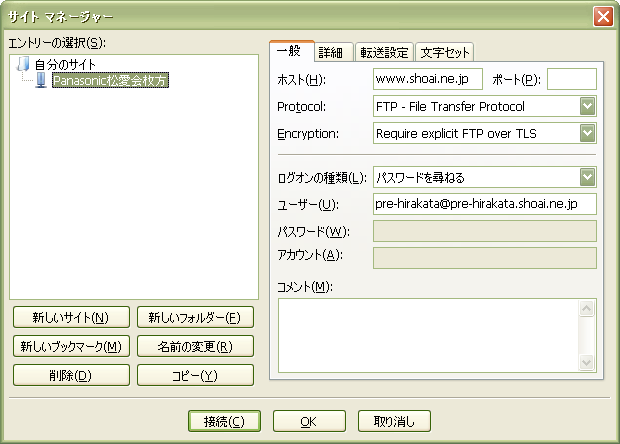 サイト マネージャー
エントリーの選択(S):
自分のサイト
Panasonic松愛会枚方
新しいサイト(N)
新しいフォルダー(F)
新しいブックマーク(M)
名前の変更(R)
削除(D)
コピー(Y)
一般 詳細 転送設定 文字セット
ホスト(H): www.shoai.ne.jp ポート(P):
Protocol: FTP - File Transfer Protocol
Encryption: Require explicit FTP over TLS
ログオンの種類(L): パスワードを尋ねる
ユーザー(U): pre-hirakata@pre-hirakata.shoai.ne.jp
パスワード(W):
アカウント(A):
コメント(M):
接続(C) OK 取り消し